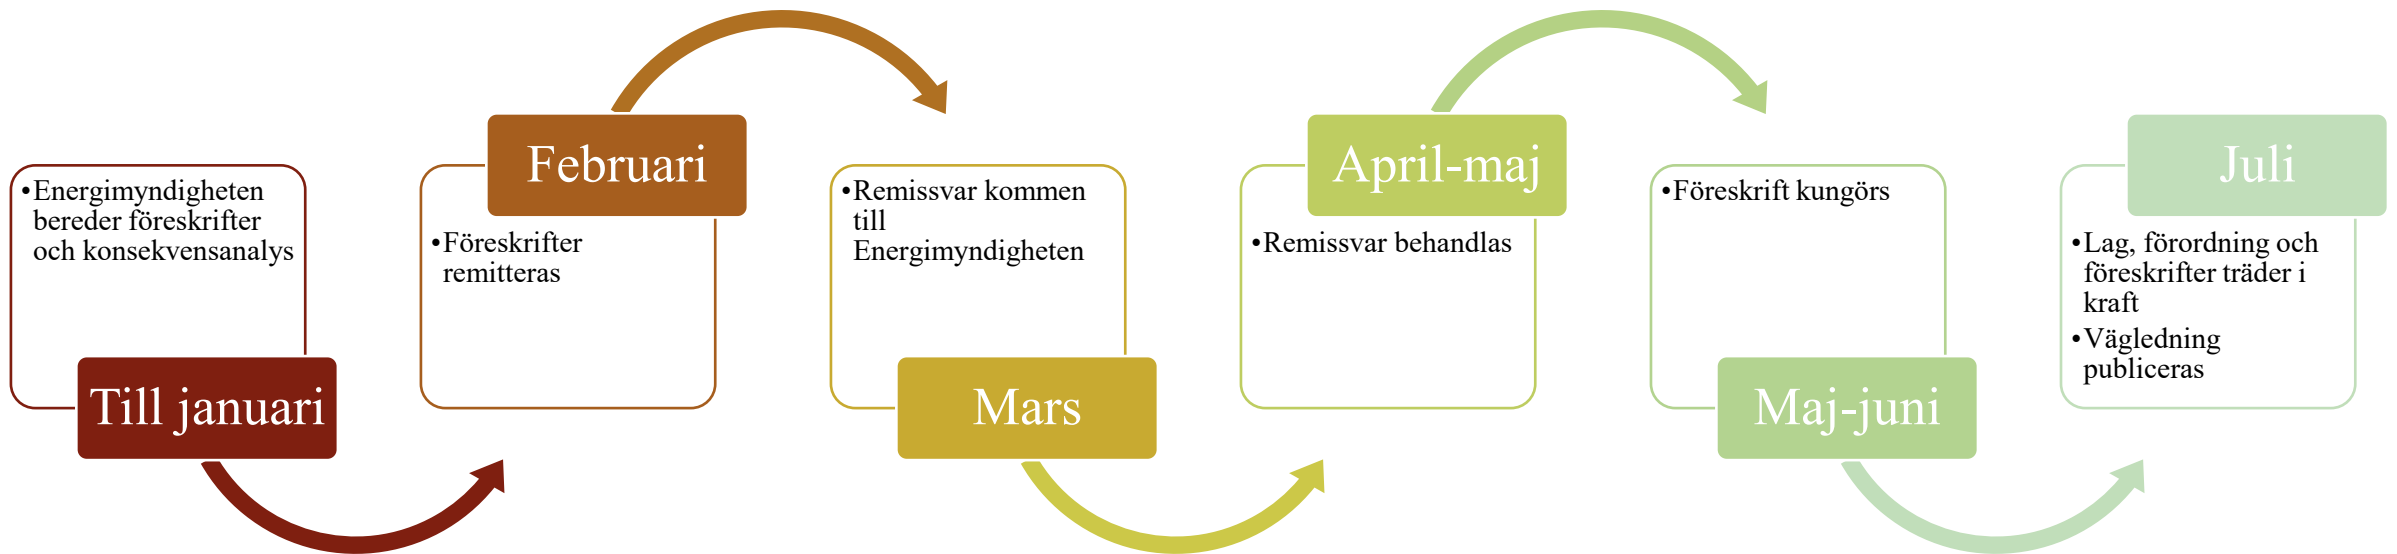 •Energimyndigheten
bereder föreskrifter
och konsekvensanalys
Till januari
Februari
•Föreskrifter
remitteras
•Remissvar kommen
till
Energimyndigheten
Mars
April-maj
•Remissvar behandlas
•Föreskrift kungörs
Maj-juni
Juli
•Lag, förordning och
föreskrifter träder i
kraft
•Vägledning
publiceras